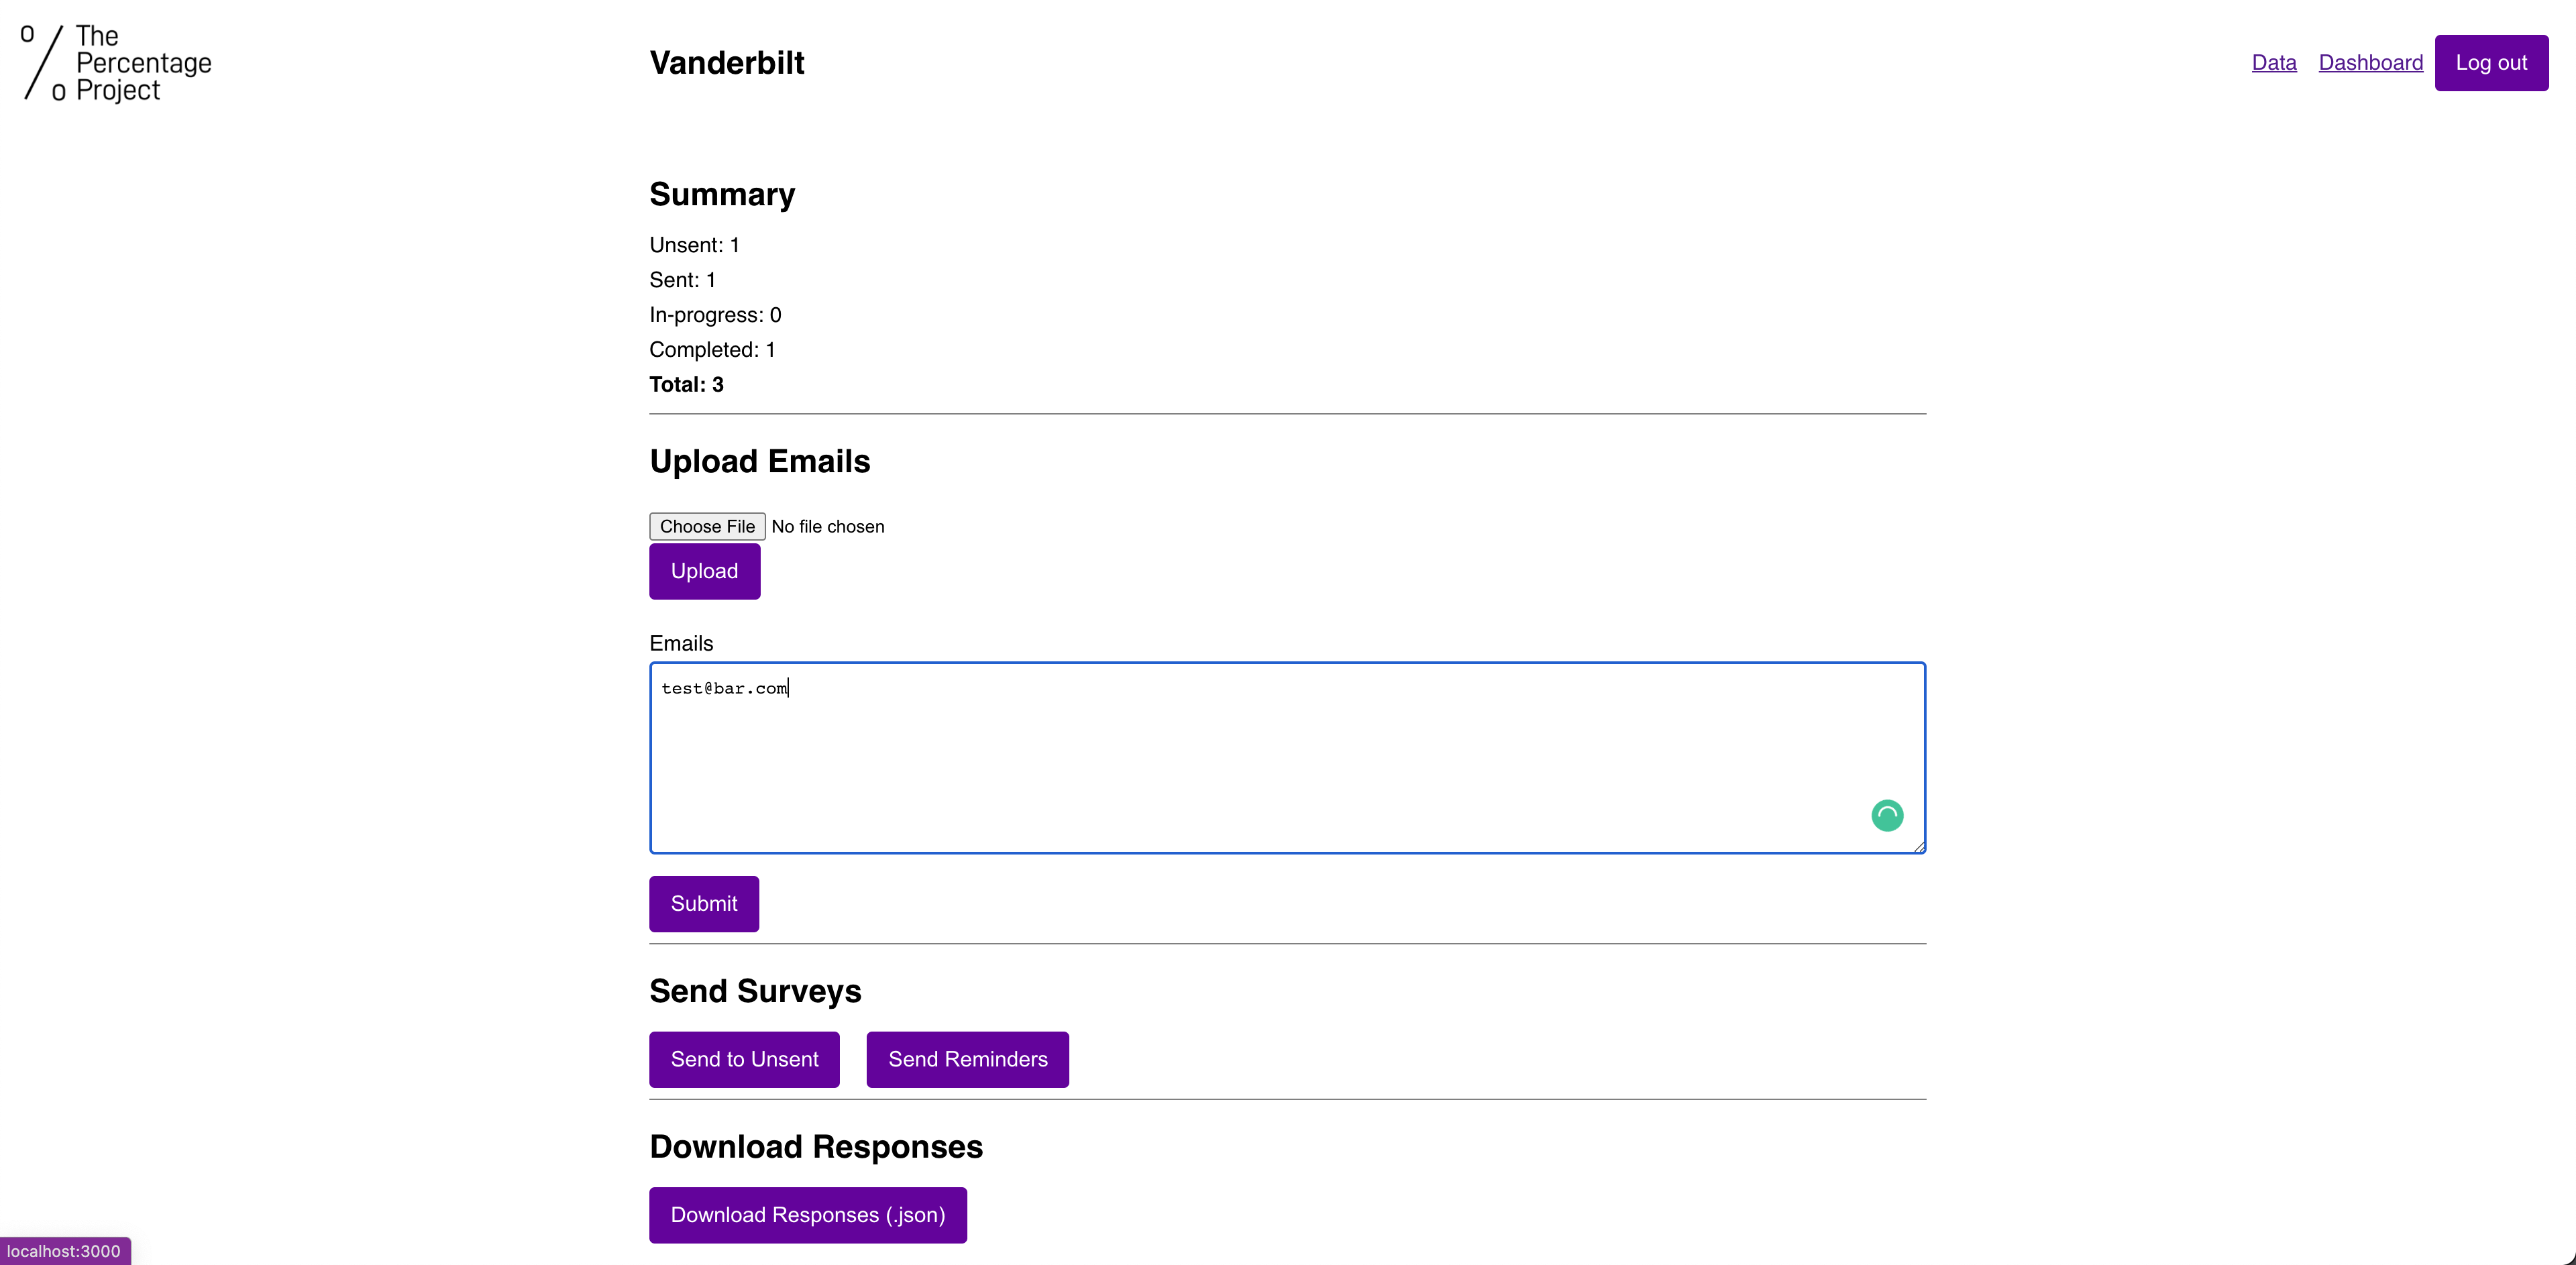 The
Percentage
Project
Vanderbilt
Data Dashboard Log out
Summary
Unsent: 1
Sent: 1
In-progress: 0
Completed: 1
Total: 3
Upload Emails
Choose File No file chosen
Upload
Emails
test@bar.com
Submit
Send Surveys
Send to Unsent Send Reminders
Download Responses
Download Responses (.json)
localhost:3000